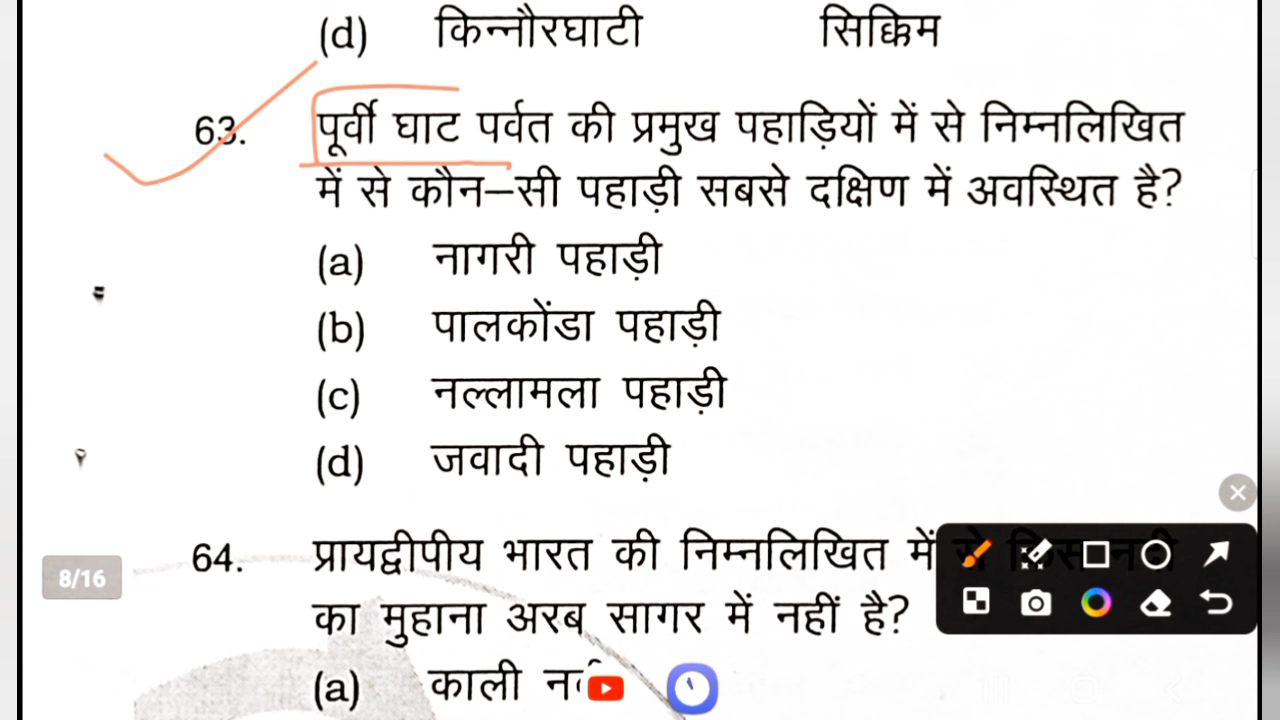 (d) किन्नौरघाटी सिक्किम
63. पूर्वी घाट पर्वत की प्रमुख पहाड़ियों में से निम्नलिखित
में से कौन–सी पहाड़ी सबसे दक्षिण में अवस्थित है?
(a) नागरी पहाड़ी
(b) पालकोंडा पहाड़ी
(c) नल्लामला पहाड़ी
(d) जवादी पहाड़ी
64. प्रायद्वीपीय भारत की निम्नलिखित में से किस नदी
का मुहाना अरब सागर में नहीं है?
(a) काली
8/16